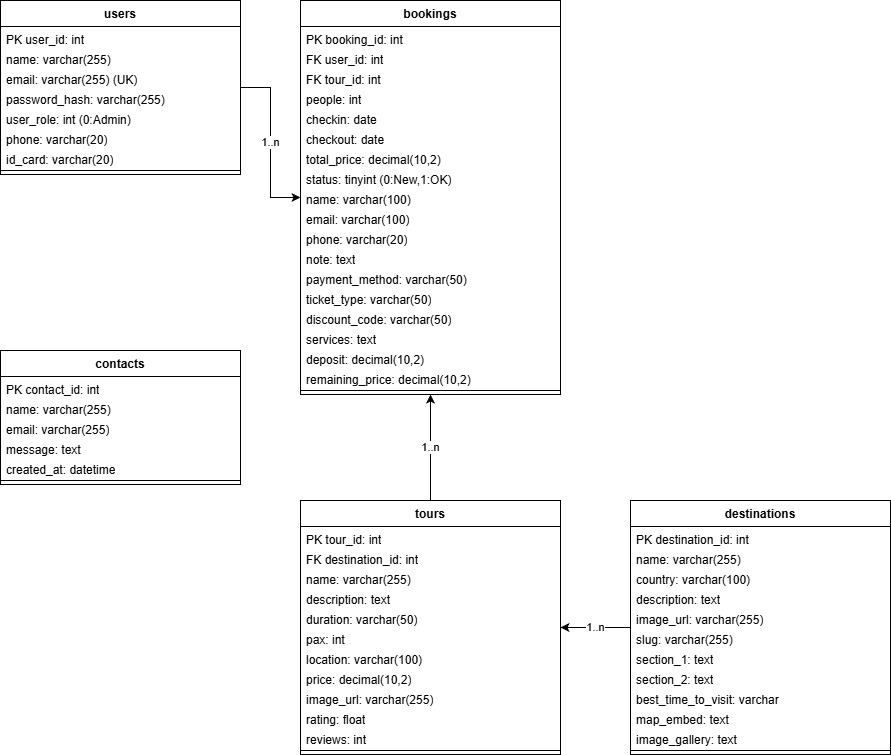 users
PK user_id: int
name: varchar(255)
email: varchar(255) (UK)
password_hash: varchar(255)
user_role: int (0:Admin)
phone: varchar(20)
id_card: varchar(20)
1..n
bookings
PK booking_id: int
FK user_id: int
FK tour_id: int
people: int
checkin: date
checkout: date
total_price: decimal(10,2)
status: tinyint (0:New,1:OK)
name: varchar(100)
email: varchar(100)
phone: varchar(20)
note: text
payment_method: varchar(50)
ticket_type: varchar(50)
discount_code: varchar(50)
services: text
deposit: decimal(10,2)
remaining_price: decimal(10,2)
contacts
PK contact_id: int
name: varchar(255)
email: varchar(255)
message: text
created_at: datetime
1..n
tours
PK tour_id: int
FK destination_id: int
name: varchar(255)
description: text
duration: varchar(50)
pax: int
location: varchar(100)
price: decimal(10,2)
image_url: varchar(255)
rating: float
reviews: int
1..n
destinations
PK destination_id: int
name: varchar(255)
country: varchar(100)
description: text
image_url: varchar(255)
slug: varchar(255)
section_1: text
section_2: text
best_time_to_visit: varchar
map_embed: text
image_gallery: text